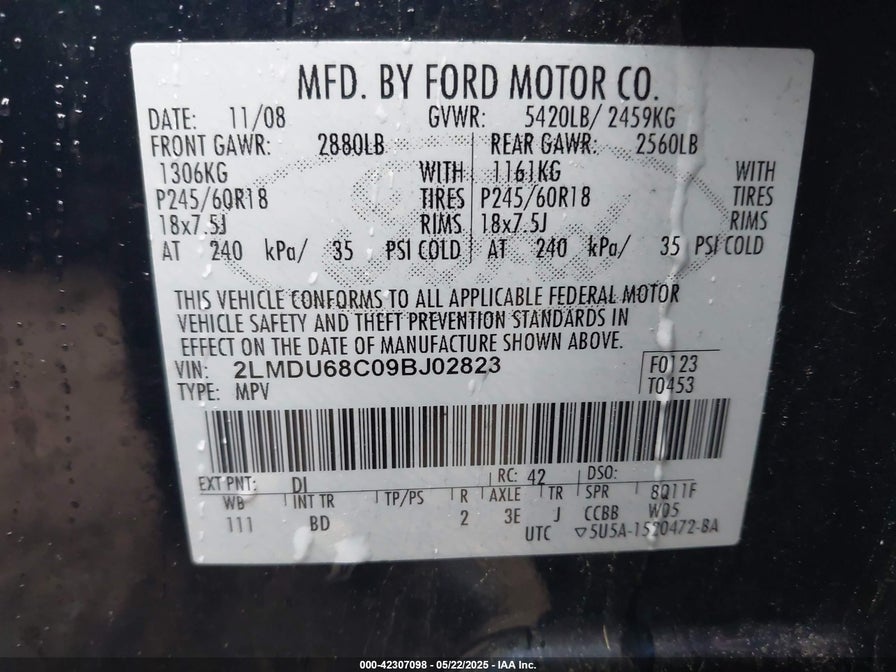 MFD. BY FORD MOTOR CO.
DATE: 11/08 GVWR: 5420LB/ 2459KG
FRONT GAWR: 2880LB REAR GAWR: 2560LB
1306KG WITH 1161KG WITH
P245/60R18 TIRES P245/60R18 TIRES
18x7.5J RIMS 18x7.5J RIMS
AT 240 kPa/ 35 PSI COLD AT 240 kPa/ 35 PSI COLD
THIS VEHICLE CONFORMS TO ALL APPLICABLE FEDERAL MOTOR
VEHICLE SAFETY AND THEFT PREVENTION STANDARDS IN
EFFECT ON THE DATE OF MANUFACTURE SHOWN ABOVE.
VIN: 2LMDU68C09BJ02823 F0123
TYPE: MPV T0453
EXT PNT: DI RC: 42 DSO:
WB INT TR TP/PS R AXLE TR SPR 8Q11F
111 BD 2 3E J CCBB W05
UTC ▽5U5A-1520472-BA
000-42307098 - 05/22/2025 - IAA Inc.